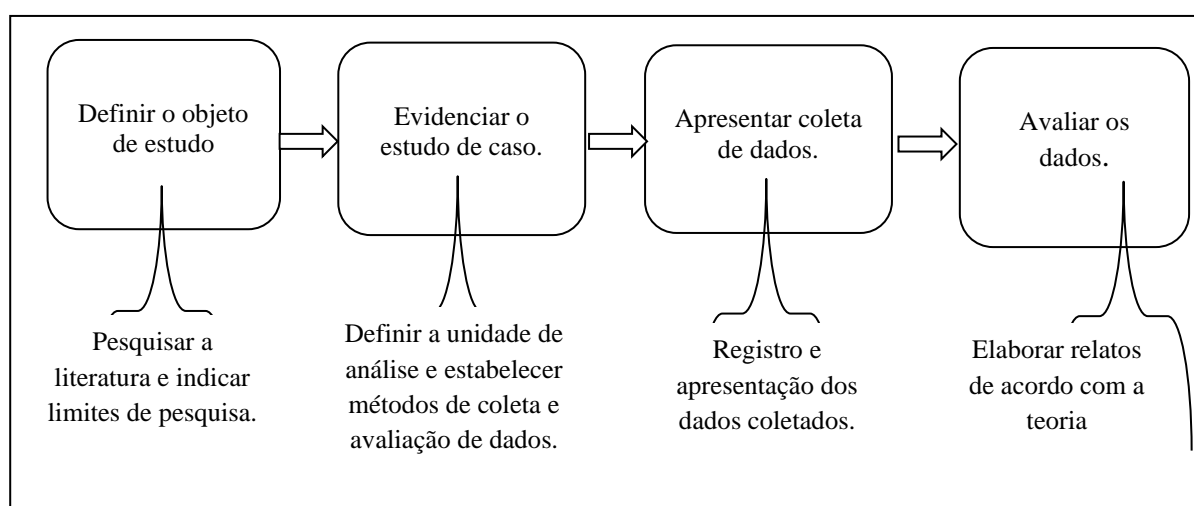 Definir o objeto
de estudo
Evidenciar o
estudo de caso.
Apresentar coleta
de dados.
Avaliar os
dados.
Pesquisar a
literatura e indicar
limites de pesquisa.
Definir a unidade de
análise e estabelecer
métodos de coleta e
avaliação de dados.
Registro e
apresentação dos
dados coletados.
Elaborar relatos
de acordo com a
teoria